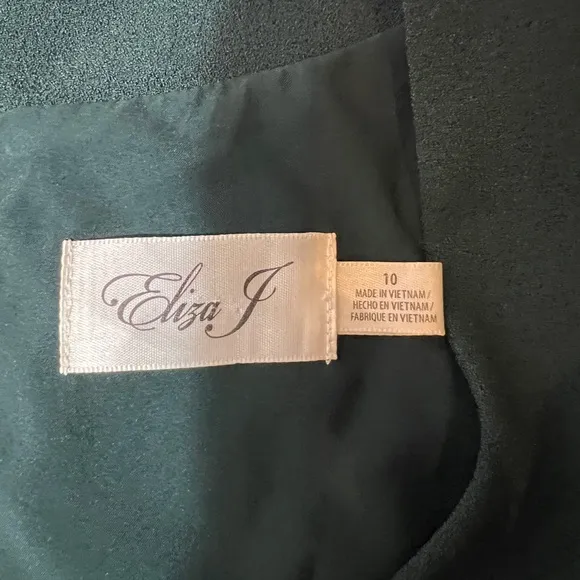 Eliza J
10
MADE IN VIETNAM/
HECHO EN VIETNAM/
FABRIQUE EN VIETNAM